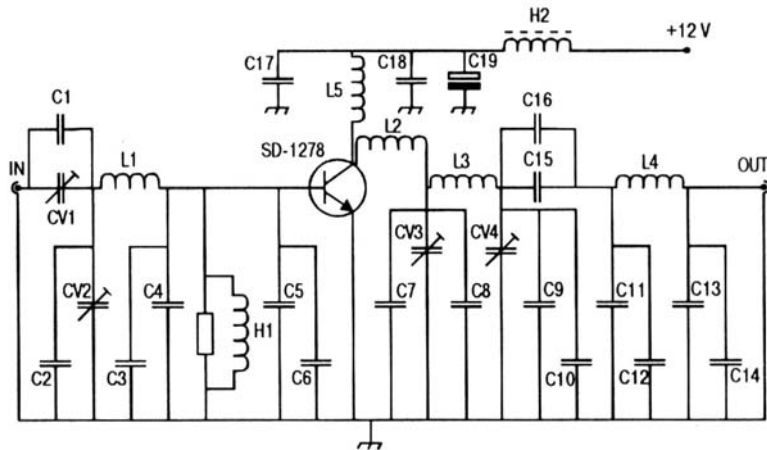 H2
+12 V
C17
C18
C19
L5
C1
C16
L2
SD-1278
IN
L1
L3
C15
L4
OUT
CV1
CV3
CV4
CV2
C4
C5
H1
C7
C8
C9
C11
C13
C2
C3
C6
C10
C12
C14